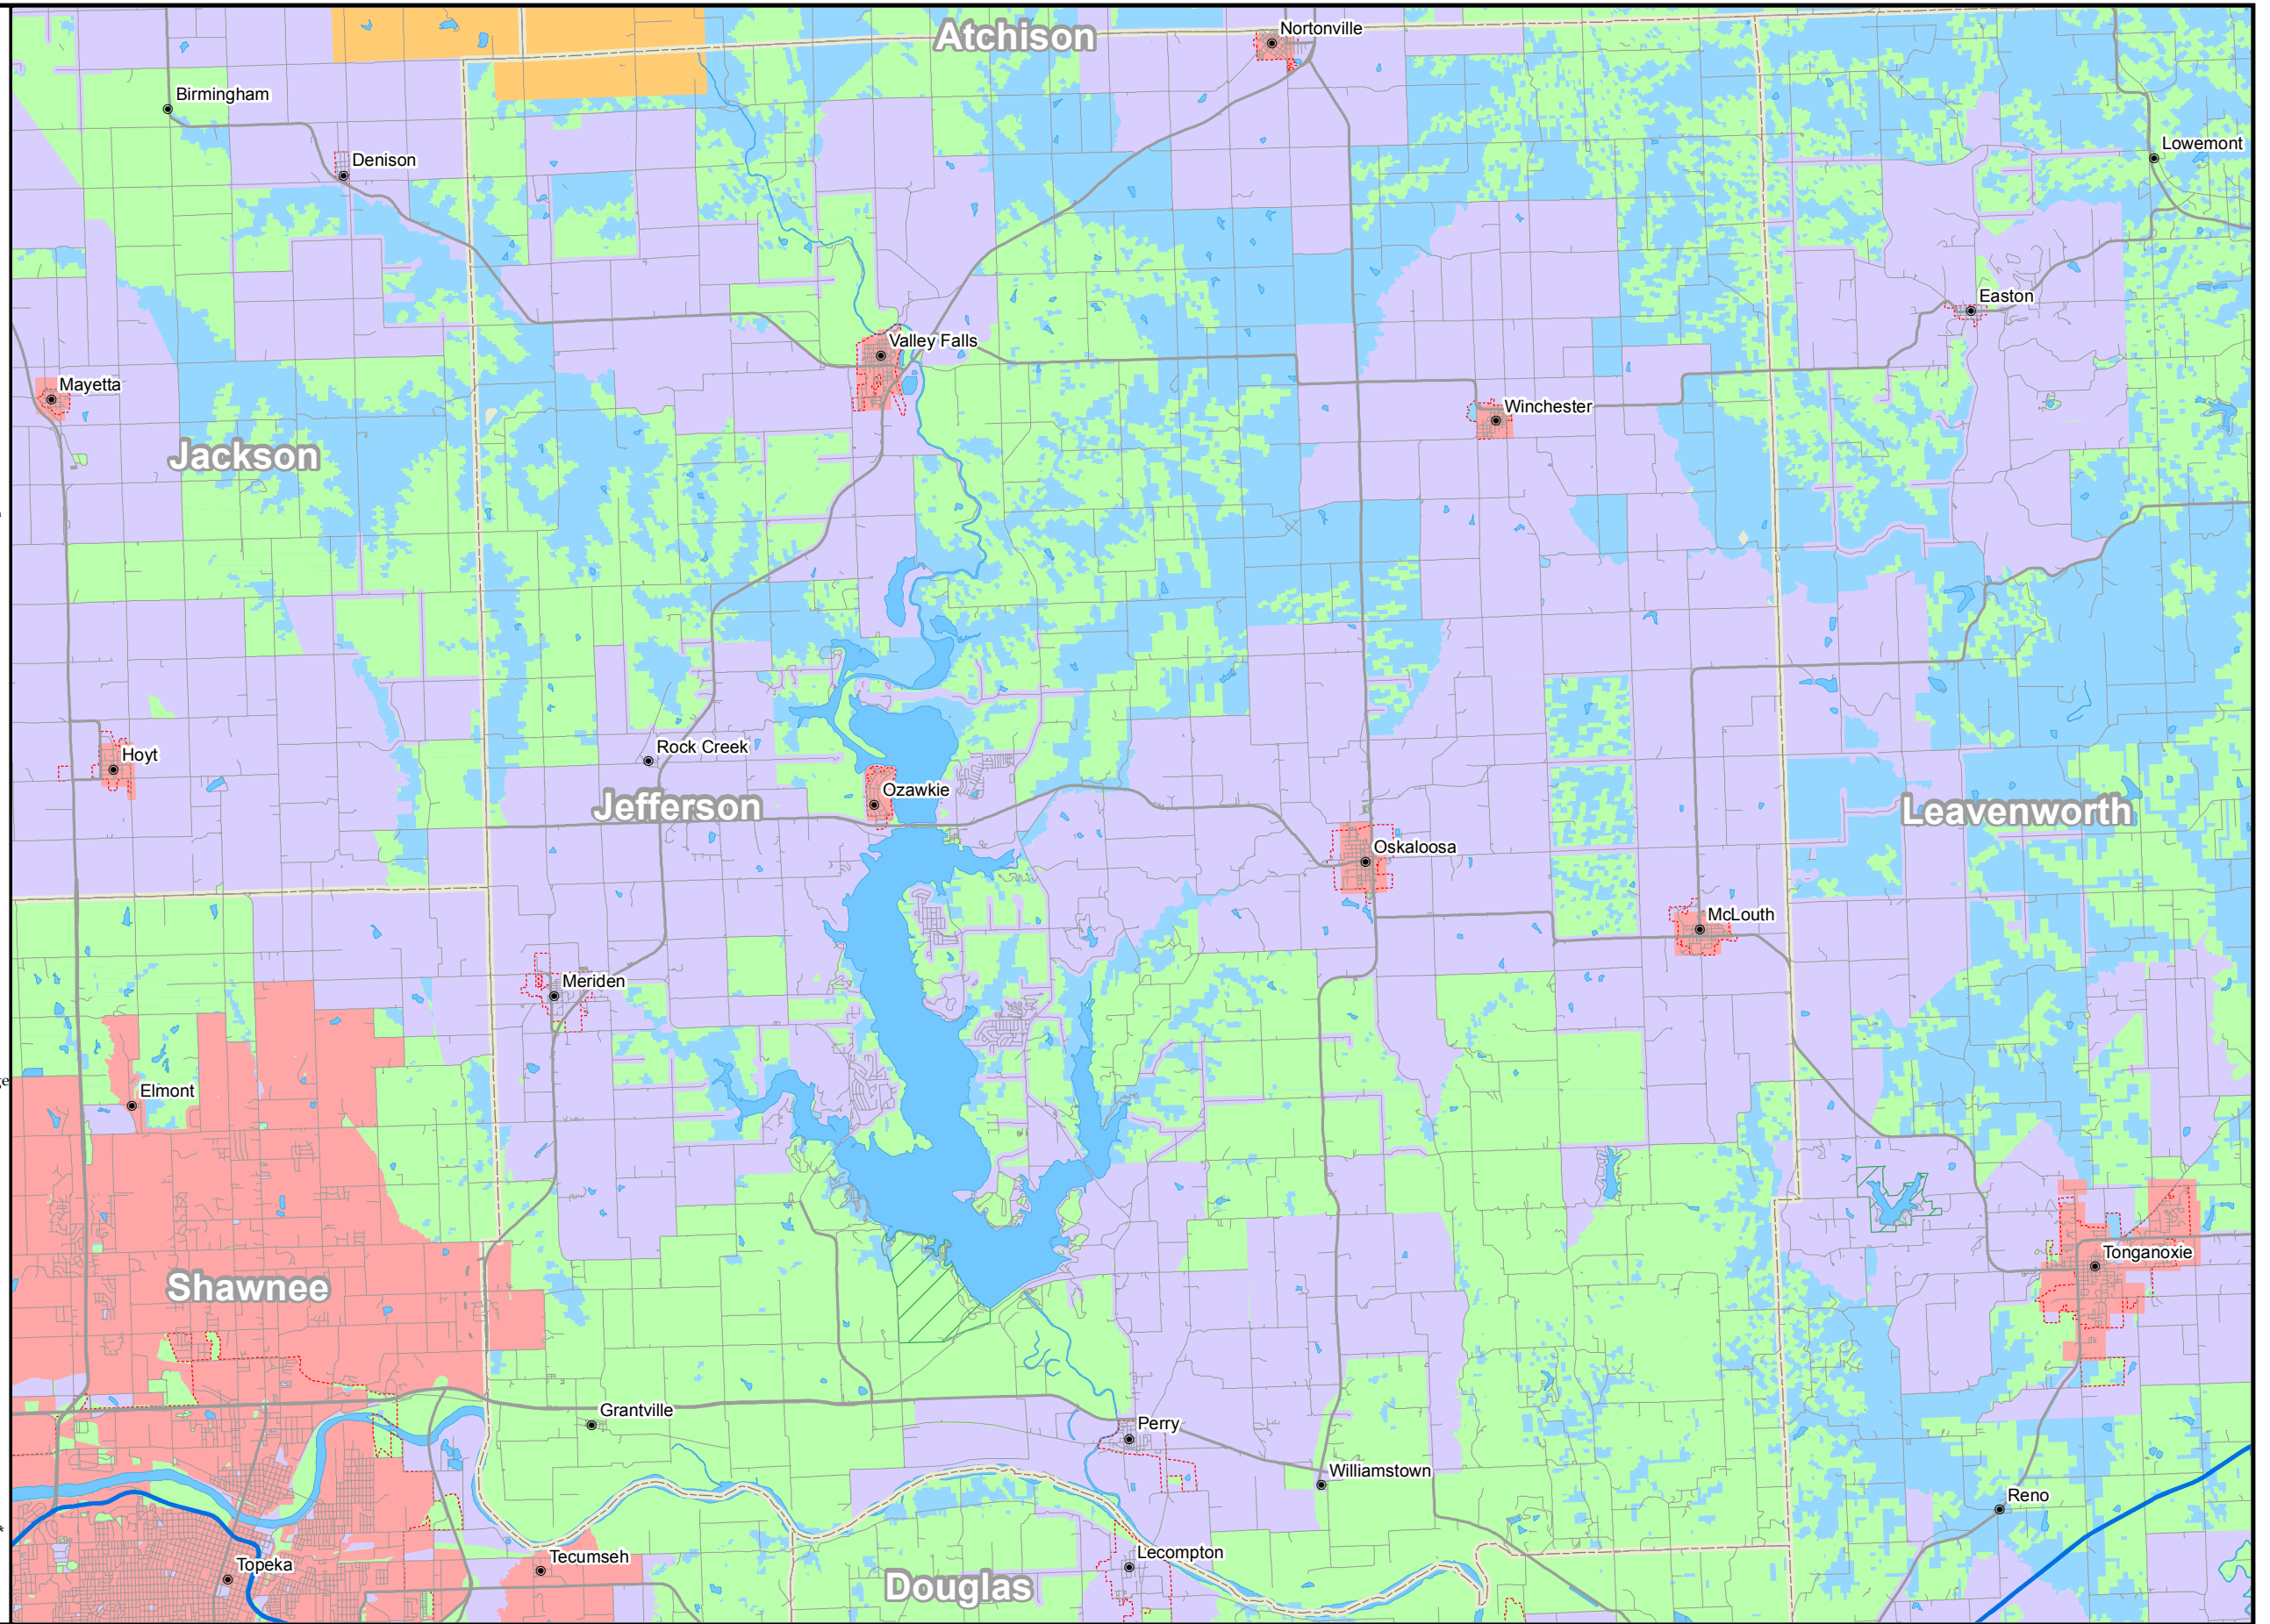 Atchison
Nortonville
Birmingham
Lowemont
Denison
Easton
Valley Falls
Mayetta
Winchester
Jackson
Rock Creek
Hoyt
Ozawkie
Jefferson
Leavenworth
Oskaloosa
McLouth
Meriden
Elmont
Tonganoxie
Shawnee
Grantville
Perry
Williamstown
Reno
Lecompton
Tecumseh
Topeka
Douglas